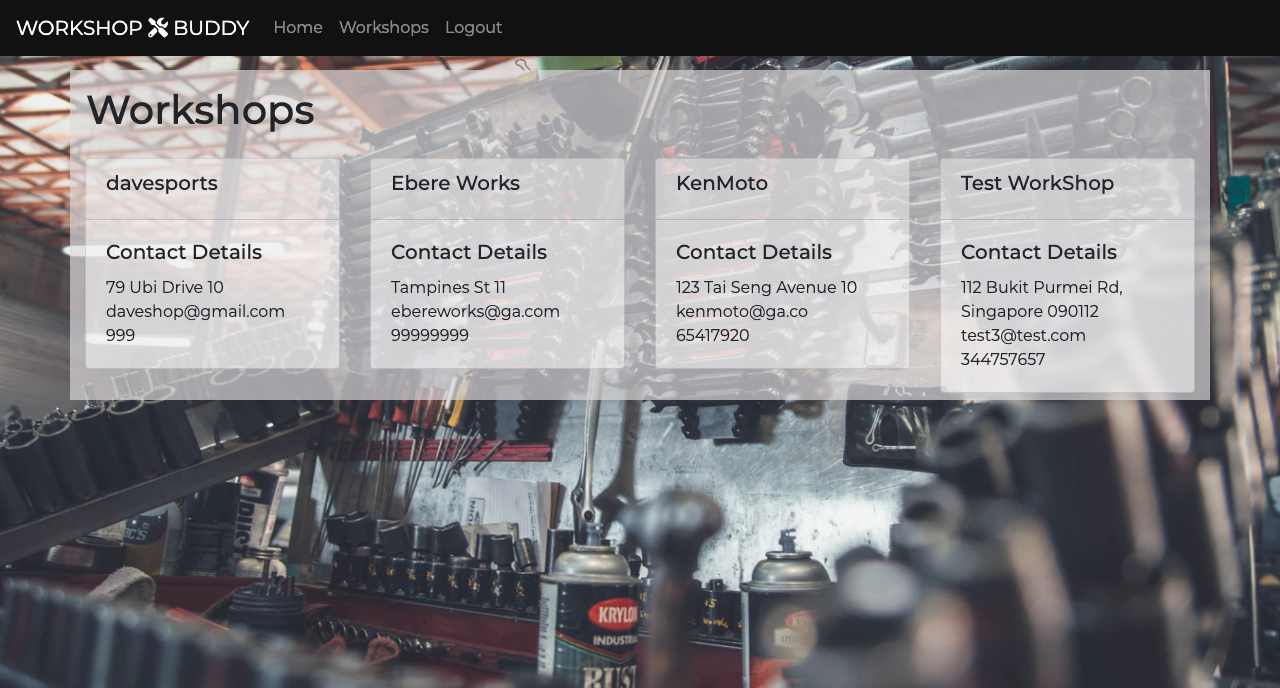 WORKSHOP BUDDY Home Workshops Logout
Workshops
davesports
Contact Details
79 Ubi Drive 10
daveshop@gmail.com
999
Ebere Works
Contact Details
Tampines St 11
ebereworks@ga.com
99999999
KenMoto
Contact Details
123 Tai Seng Avenue 10
kenmoto@ga.co
65417920
Test WorkShop
Contact Details
112 Bukit Purmei Rd,
Singapore 090112
test3@test.com
344757657
KRYLON
INDUSTRIAL
RUST